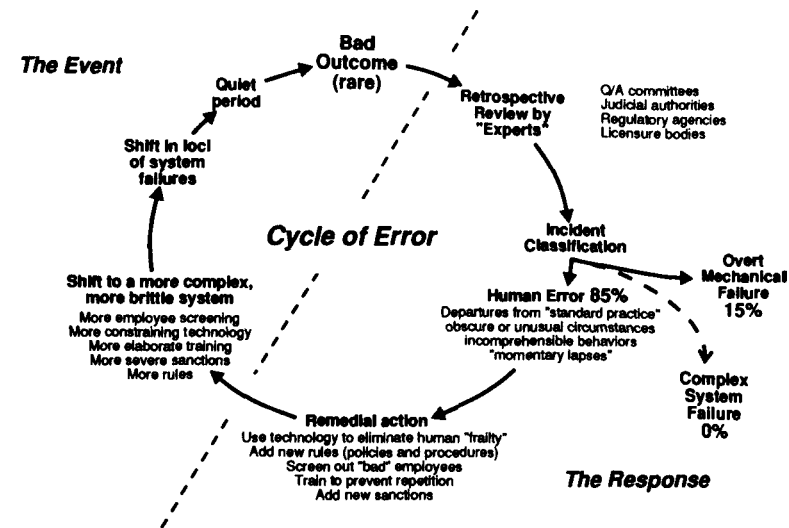 The Event
Bad
Outcome
(rare)
Quiet
period
Retrospective
Review by
"Experts"
Q/A committees
Judicial authorities
Regulatory agencies
Licensure bodies
Shift in loci
of system
failures
Cycle of Error
Incident
Classification
Overt
Mechanical
Failure
15%
Human Error 85%
Departures from "standard practice"
obscure or unusual circumstances
incomprehensible behaviors
"momentary lapses"
Complex
System
Failure
0%
Shift to a more complex,
more brittle system
More employee screening
More constraining technology
More elaborate training
More severe sanctions
More rules
Remedial action
Use technology to eliminate human "frailty"
Add new rules (policies and procedures)
Screen out "bad" employees
Train to prevent repetition
Add new sanctions
The Response